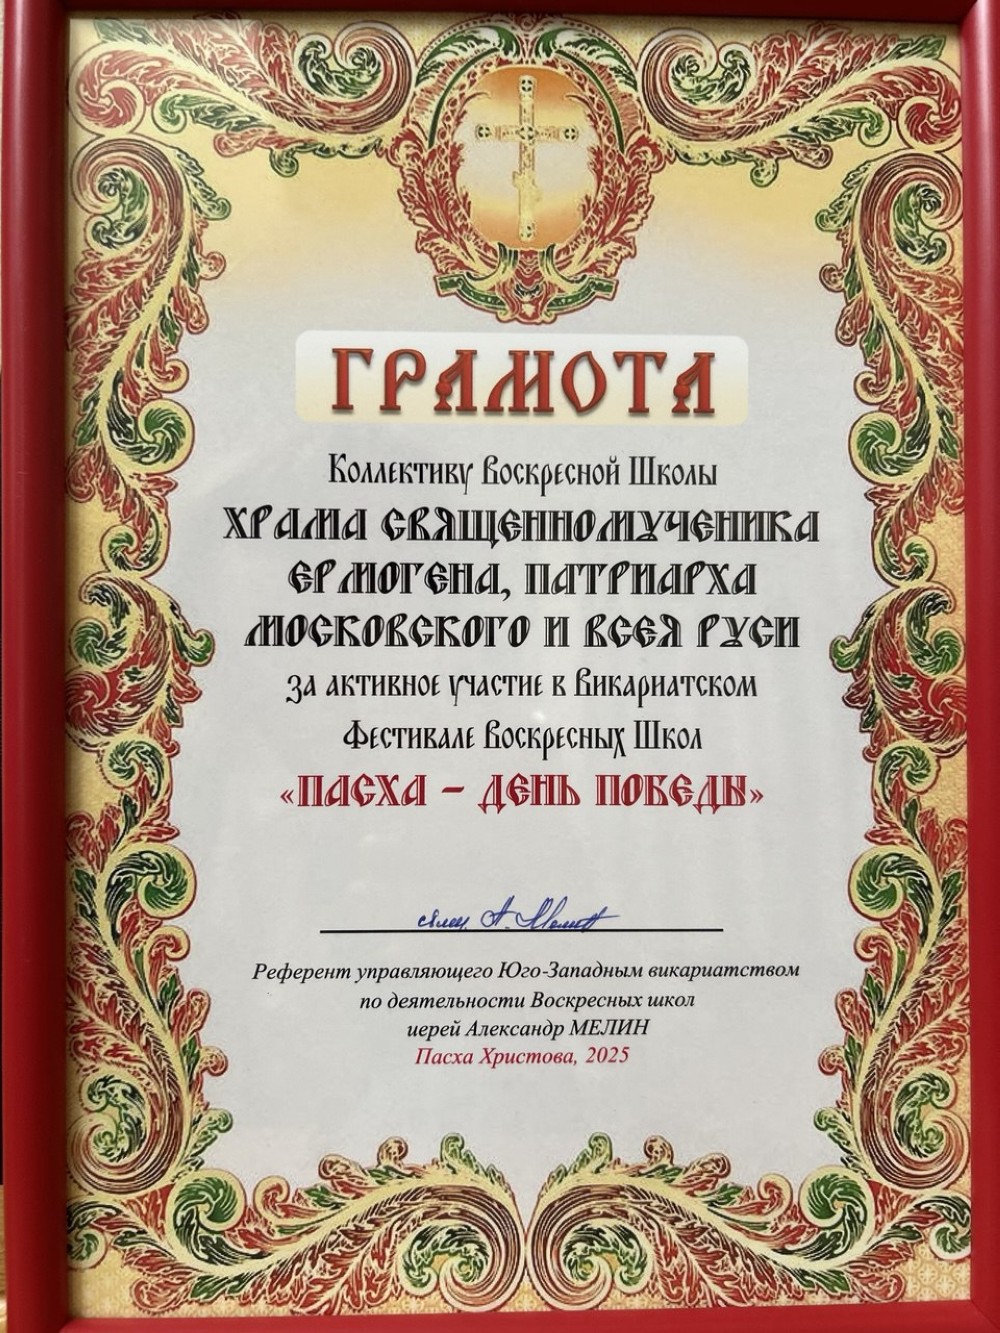 ГРАМОТА
Коллективу Воскресной Школы
ХРАМА СВЯЩЕННОМУЧЕНИКА
ЕРМОГЕНА, ПАТРИАРХА
МОСКОВСКОГО И ВСЕЯ РУСИ
за активное участие в Викариатском
Фестивале Воскресных Школ
«ПАСХА – ДЕНЬ ПОБЕДЫ»
А. Мелин
Референт управляющего Юго-Западным викариатством
по деятельности Воскресных школ
иерей Александр МЕЛИН
Пасха Христова, 2025